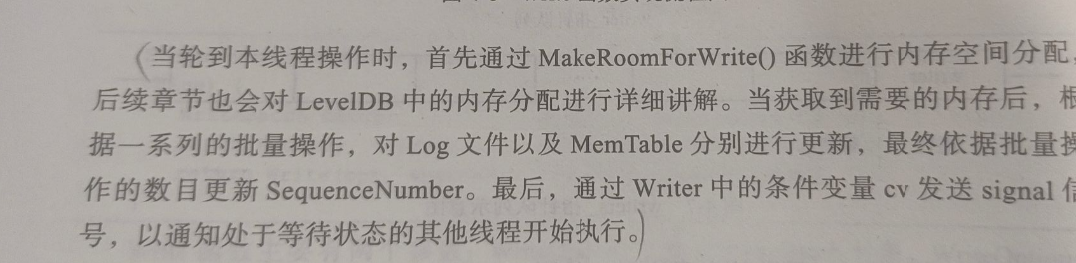 (当轮到本线程操作时，首先通过 MakeRoomForWrite() 函数进行内存空间分配，
后续章节也会对 LevelDB 中的内存分配进行详细讲解。当获取到需要的内存后，根
据一系列的批量操作，对 Log 文件以及 MemTable 分别进行更新，最终依据批量操
作的数目更新 SequenceNumber。最后，通过 Writer 中的条件变量 cv 发送 signal 信
号，以通知处于等待状态的其他线程开始执行。)